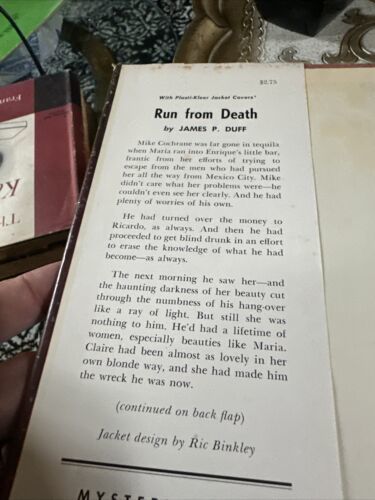 $2.75
With Plasti-Kleer Jacket Covers*
Run from Death
by JAMES P. DUFF
Mike Cochrane was far gone in tequila
when Maria ran into Enrique's little bar,
frantic from her efforts of trying to
escape from the men who had pursued
her all the way from Mexico City. Mike
didn't care what her problems were—he
couldn't even see her clearly. And he had
plenty of worries of his own.
He had turned over the money to
Ricardo, as always. And then he had
proceeded to get blind drunk in an effort
to erase the knowledge of what he had
become—as always.
The next morning he saw her—and
the haunting darkness of her beauty cut
through the numbness of his hang-over
like a ray of light. But still she was
nothing to him. He'd had a lifetime of
women, especially beauties like Maria.
Claire had been almost as lovely in her
own blonde way, and she had made him
the wreck he was now.
(continued on back flap)
Jacket design by Ric Binkley
MYSTE
Fran